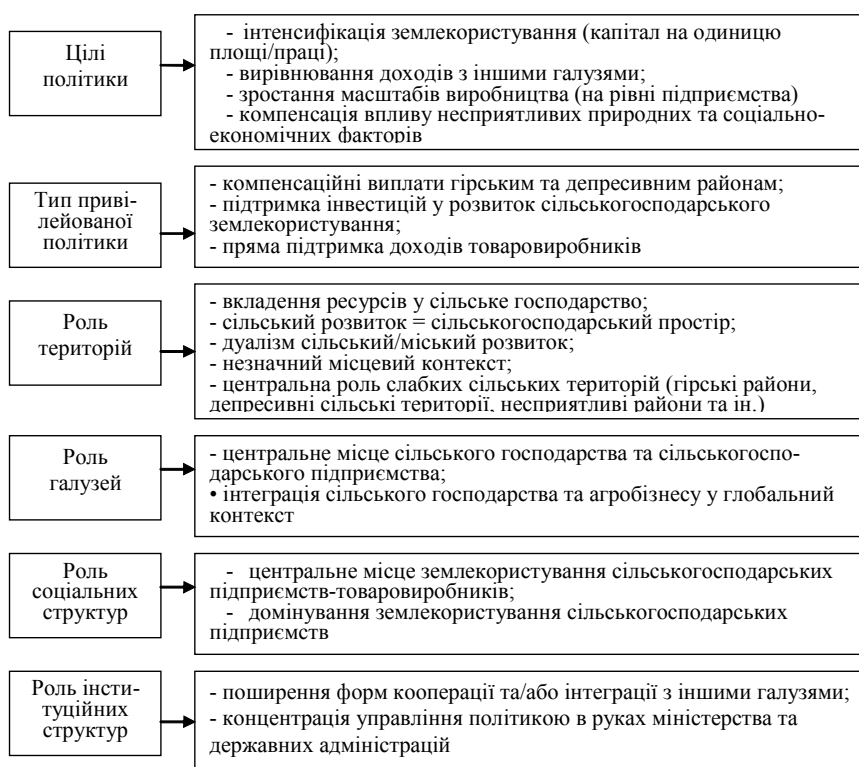 Цілі
політики
- інтенсифікація землекористування (капітал на одиницю
площі/праці);
- вирівнювання доходів з іншими галузями;
- зростання масштабів виробництва (на рівні підприємства)
- компенсація впливу несприятливих природних та соціально-
економічних факторів
Тип приві-
лейованої
політики
- компенсаційні виплати гірським та депресивним районам;
- підтримка інвестицій у розвиток сільськогосподарського
землекористування;
- пряма підтримка доходів товаровиробників
Роль
територій
- вкладення ресурсів у сільське господарство;
- сільський розвиток = сільськогосподарський простір;
- дуалізм сільський/міський розвиток;
- незначний місцевий контекст;
- центральна роль слабких сільських територій (гірські райони,
депресивні сільські території, несприятливі райони та ін.)
Роль
галузей
- центральне місце сільського господарства та сільськогоспо-
дарського підприємства;
• інтеграція сільського господарства та агробізнесу у глобальний
контекст
Роль
соціальних
структур
- центральне місце землекористування сільськогосподарських
підприємств-товаровиробників;
- домінування землекористування сільськогосподарських
підприємств
Роль інсти-
туційних
структур
- поширення форм кооперації та/або інтеграції з іншими галузями;
- концентрація управління політикою в руках міністерства та
державних адміністрацій